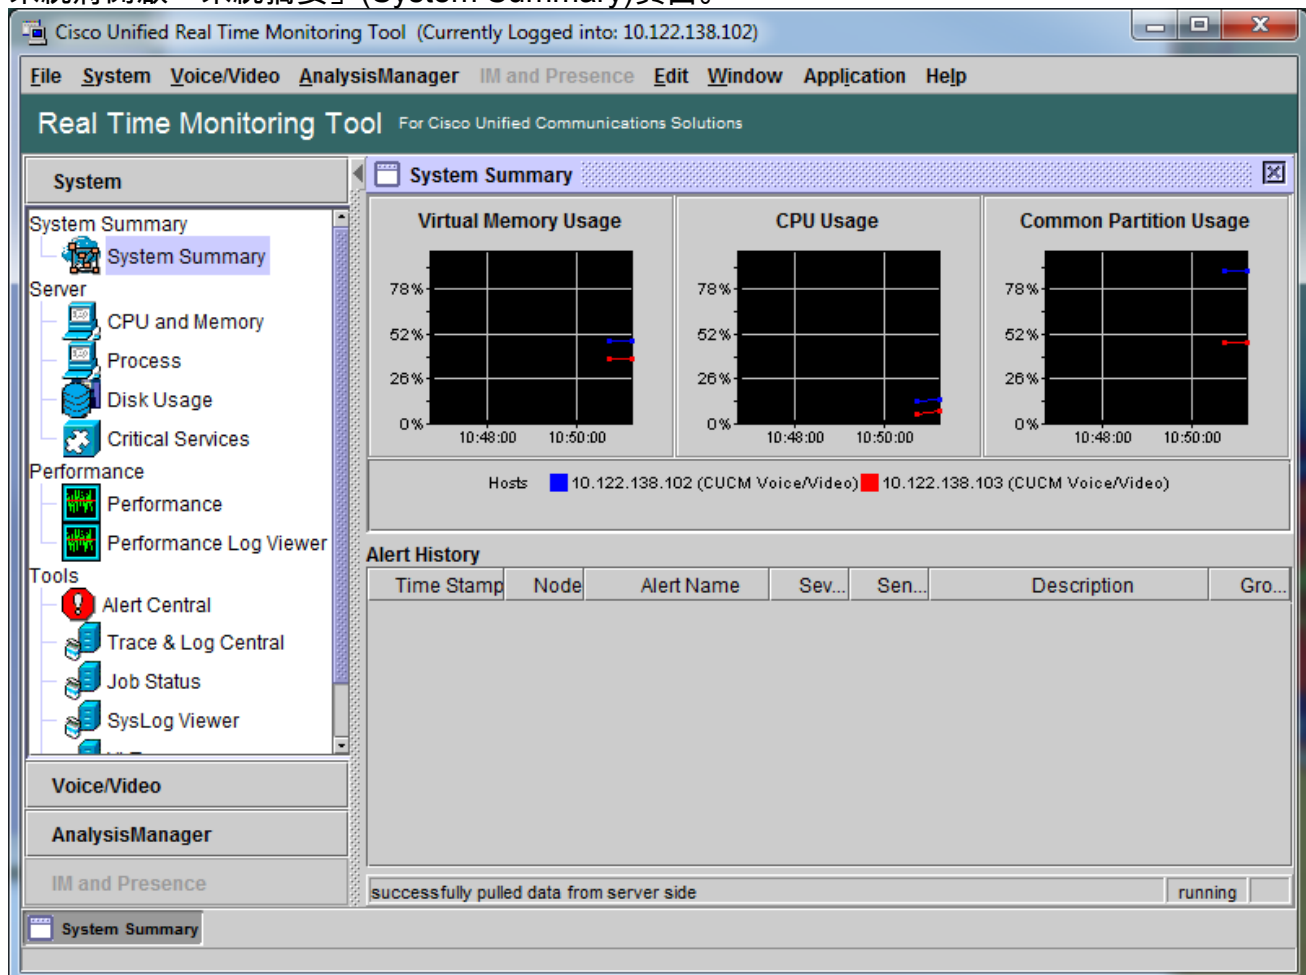 Cisco Unified Real Time Monitoring Tool (Currently Logged into: 10.122.138.102)
File System Voice/Video AnalysisManager IM and Presence Edit Window Application Help
Real Time Monitoring Tool For Cisco Unified Communications Solutions
System
System Summary
System Summary
Server
CPU and Memory
Process
Disk Usage
Critical Services
Performance
Performance
Performance Log Viewer
Tools
Alert Central
Trace & Log Central
Job Status
SysLog Viewer
Voice/Video
AnalysisManager
IM and Presence
System Summary
Virtual Memory Usage
78%
52%
26%
0%
10:48:00 10:50:00
CPU Usage
78%
52%
26%
0%
10:48:00 10:50:00
Common Partition Usage
78%
52%
26%
0%
10:48:00 10:50:00
Hosts 10.122.138.102 (CUCM Voice/Video) 10.122.138.103 (CUCM Voice/Video)
Alert History
Time Stamp Node Alert Name Sev... Sen... Description Gro...
successfully pulled data from server side running
System Summary